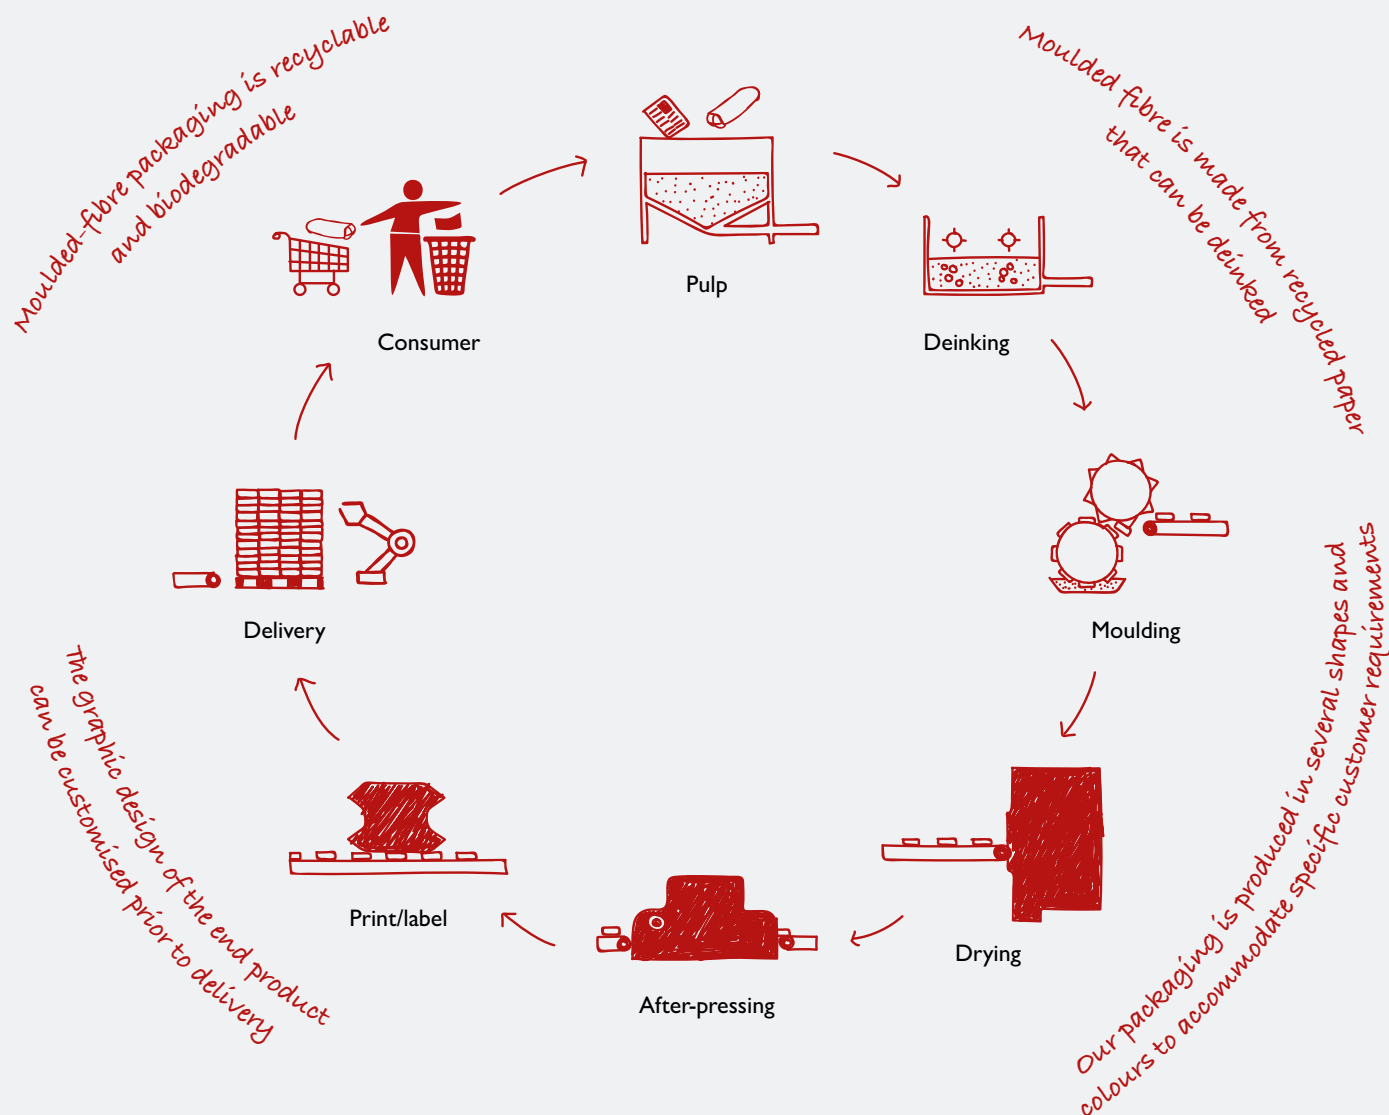 Moulded-fibre packaging is recyclable
and biodegradable
Moulded fibre is made from recycled paper
that can be deinked
Pulp
Deinking
Consumer
Moulding
Delivery
Our packaging is produced in several shapes and
colours to accommodate specific customer requirements
The graphic design of the end product
can be customised prior to delivery
Print/label
Drying
After-pressing